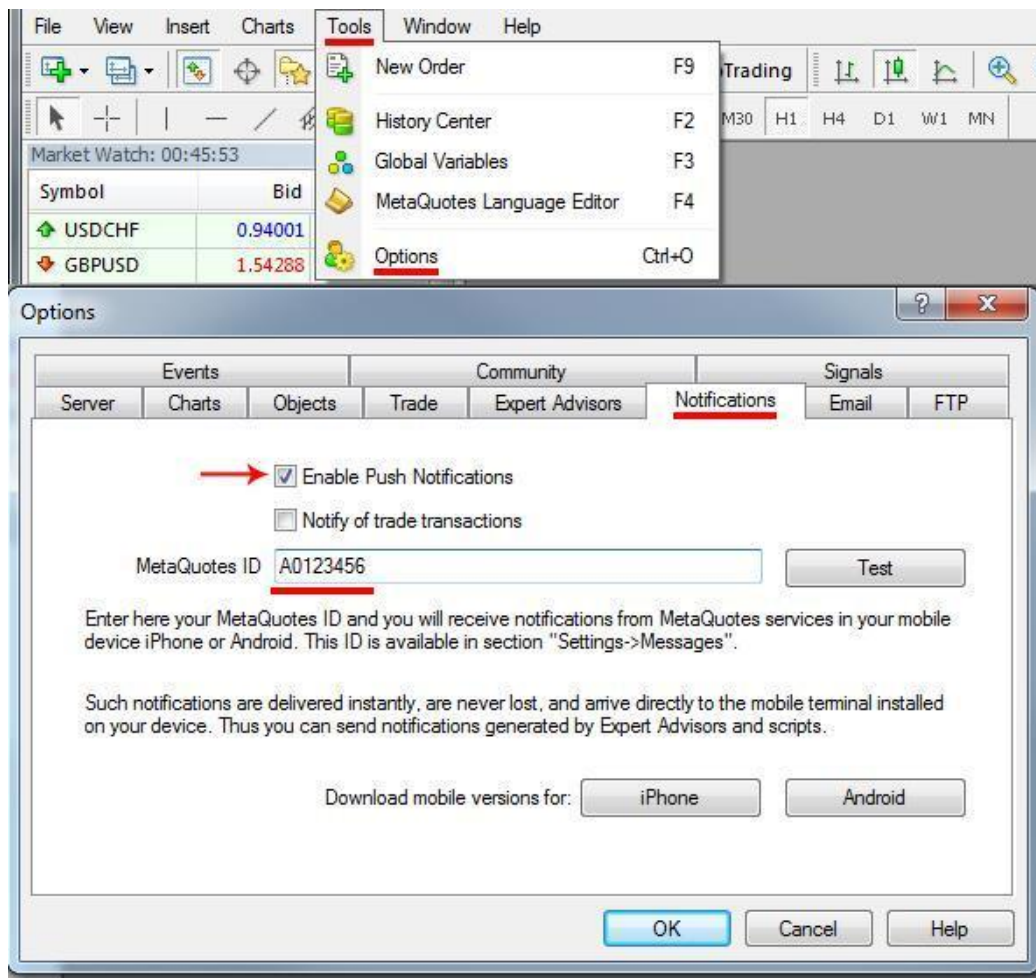 File View Insert Charts Tools Window Help
New Order F9
Trading
History Center F2
M30 H1 H4 D1 W1 MN
Market Watch: 00:45:53
Global Variables F3
Symbol Bid
MetaQuotes Language Editor F4
USDCHF 0.94001
Options Ctrl+O
GBPUSD 1.54288
Options
Events Community Signals
Server Charts Objects Trade Expert Advisors Notifications Email FTP
Enable Push Notifications
Notify of trade transactions
MetaQuotes ID A0123456 Test
Enter here your MetaQuotes ID and you will receive notifications from MetaQuotes services in your mobile
device iPhone or Android. This ID is available in section "Settings->Messages".
Such notifications are delivered instantly, are never lost, and arrive directly to the mobile terminal installed
on your device. Thus you can send notifications generated by Expert Advisors and scripts.
Download mobile versions for: iPhone Android
OK Cancel Help